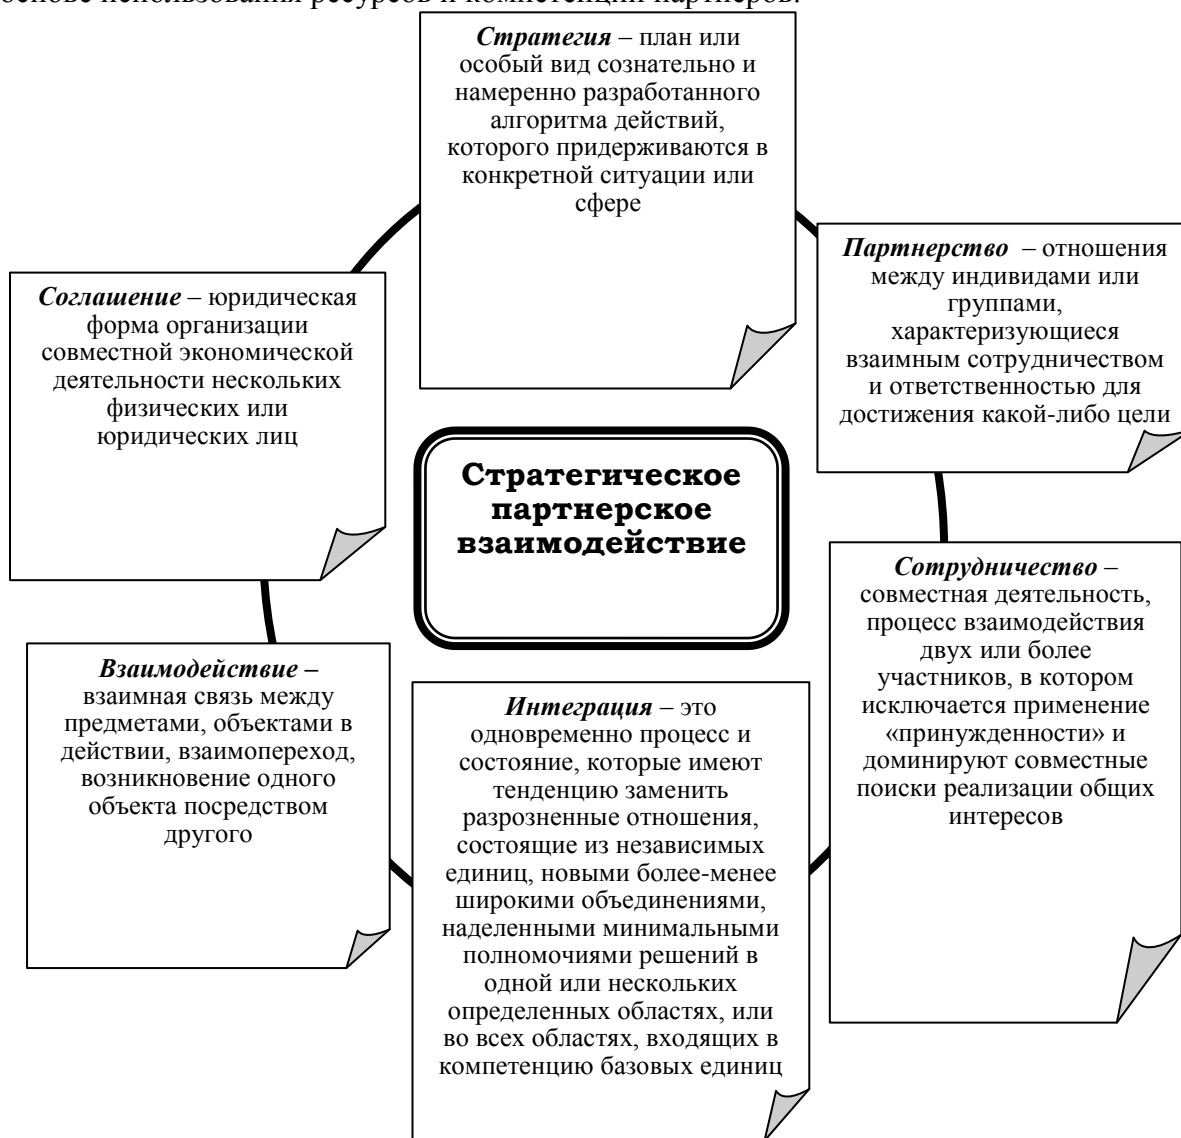 основе использования ресурсов и компетенций партнеров.
Стратегия – план или
особый вид сознательно и
намеренно разработанного
алгоритма действий,
которого придерживаются в
конкретной ситуации или
сфере
Партнерство – отношения
между индивидами или
группами,
характеризующиеся
взаимным сотрудничеством
и ответственностью для
достижения какой-либо цели
Соглашение – юридическая
форма организации
совместной экономической
деятельности нескольких
физических или
юридических лиц
Стратегическое
партнерское
взаимодействие
Сотрудничество –
совместная деятельность,
процесс взаимодействия
двух или более
участников, в котором
исключается применение
«принужденности» и
доминируют совместные
поиски реализации общих
интересов
Взаимодействие –
взаимная связь между
предметами, объектами в
действии, взаимопереход,
возникновение одного
объекта посредством
другого
Интеграция – это
одновременно процесс и
состояние, которые имеют
тенденцию заменить
разрозненные отношения,
состоящие из независимых
единиц, новыми более-менее
широкими объединениями,
наделенными минимальными
полномочиями решений в
одной или нескольких
определенных областях, или
во всех областях, входящих в
компетенцию базовых единиц